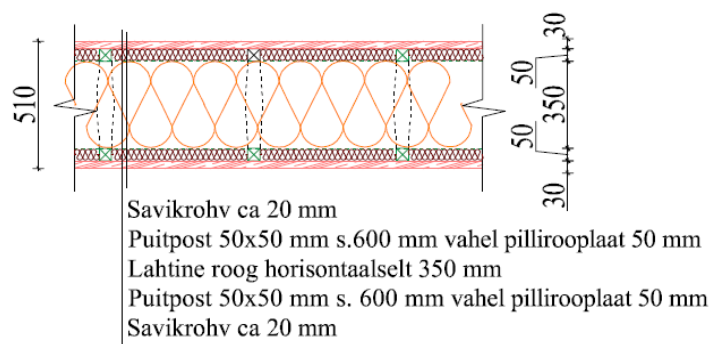 510
30
50
350
50
30
Savikrohv ca 20 mm
Puitpost 50x50 mm s.600 mm vahel pillirooplaat 50 mm
Lahtine roog horisontaalselt 350 mm
Puitpost 50x50 mm s. 600 mm vahel pillirooplaat 50 mm
Savikrohv ca 20 mm